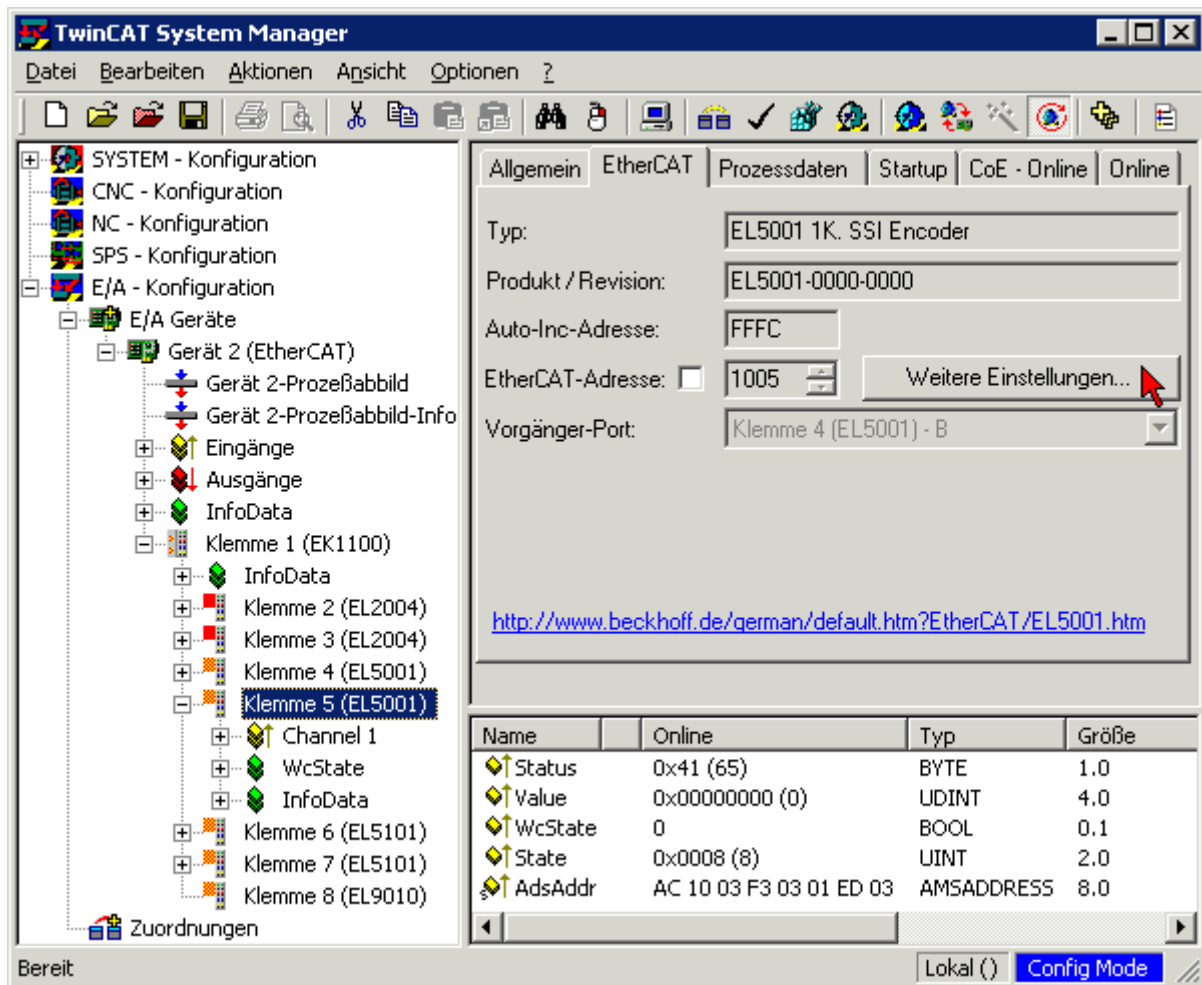 TwinCAT System Manager
Datei Bearbeiten Aktionen Ansicht Optionen ?
SYSTEM - Konfiguration
CNC - Konfiguration
NC - Konfiguration
SPS - Konfiguration
E/A - Konfiguration
E/A Geräte
Gerät 2 (EtherCAT)
Gerät 2-Prozeßabbild
Gerät 2-Prozeßabbild-Info
Eingänge
Ausgänge
InfoData
Klemme 1 (EK1100)
InfoData
Klemme 2 (EL2004)
Klemme 3 (EL2004)
Klemme 4 (EL5001)
Klemme 5 (EL5001)
Channel 1
WcState
InfoData
Klemme 6 (EL5101)
Klemme 7 (EL5101)
Klemme 8 (EL9010)
Zuordnungen
Allgemein EtherCAT Prozessdaten Startup CoE - Online Online
Typ: EL5001 1K. SSI Encoder
Produkt / Revision: EL5001-0000-0000
Auto-Inc-Adresse: FFFC
EtherCAT-Adresse: 1005 Weitere Einstellungen...
Vorgänger-Port: Klemme 4 (EL5001) - B
http://www.beckhoff.de/german/default.htm?EtherCAT/EL5001.htm
Name Online Typ Größe
Status 0x41 (65) BYTE 1.0
Value 0x00000000 (0) UDINT 4.0
WcState 0 BOOL 0.1
State 0x0008 (8) UINT 2.0
AdsAddr AC 10 03 F3 03 01 ED 03 AMSADDRESS 8.0
Bereit Lokal () Config Mode